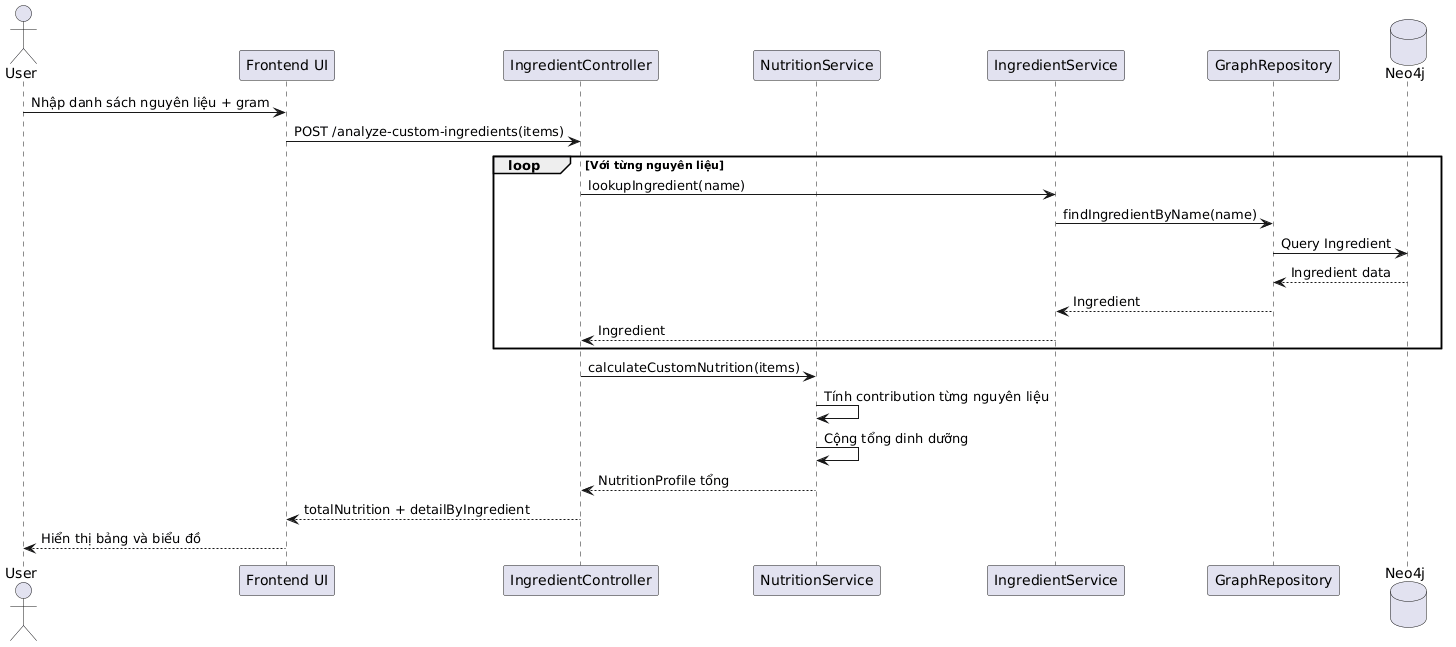 User
Frontend UI
IngredientController
NutritionService
IngredientService
GraphRepository
Neo4j
Nhập danh sách nguyên liệu + gram
POST /analyze-custom-ingredients(items)
loop
[Với từng nguyên liệu]
lookupIngredient(name)
findIngredientByName(name)
Query Ingredient
Ingredient data
Ingredient
Ingredient
calculateCustomNutrition(items)
Tính contribution từng nguyên liệu
Cộng tổng dinh dưỡng
NutritionProfile tổng
totalNutrition + detailByIngredient
Hiển thị bảng và biểu đồ
User
Frontend UI
IngredientController
NutritionService
IngredientService
GraphRepository
Neo4j